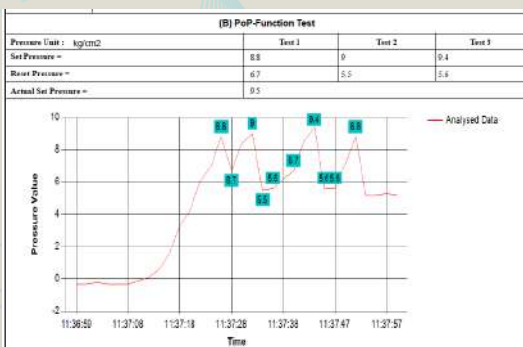 (B) PoP-Function Test
Pressure Unit : kg/cm2 Test 1 Test 2 Test 3
Set Pressure = 8.8 9 9.4
Reset Pressure = 6.7 5.5 5.6
Actual Set Pressure = 9.5
Analysed Data
Pressure Value
10
8
6
4
2
0
-2
8.8
6.7
9
5.5
5.6
6.7
9.4
5.6
5.6
8.8
11:36:59 11:37:08 11:37:18 11:37:28 11:37:38 11:37:47 11:37:57
Time